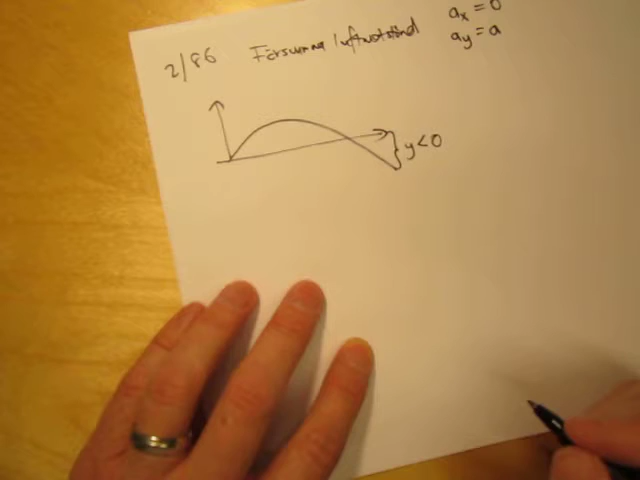 2/86 Försumma luftmotstånd
ax = 0
ay = a
y < 0